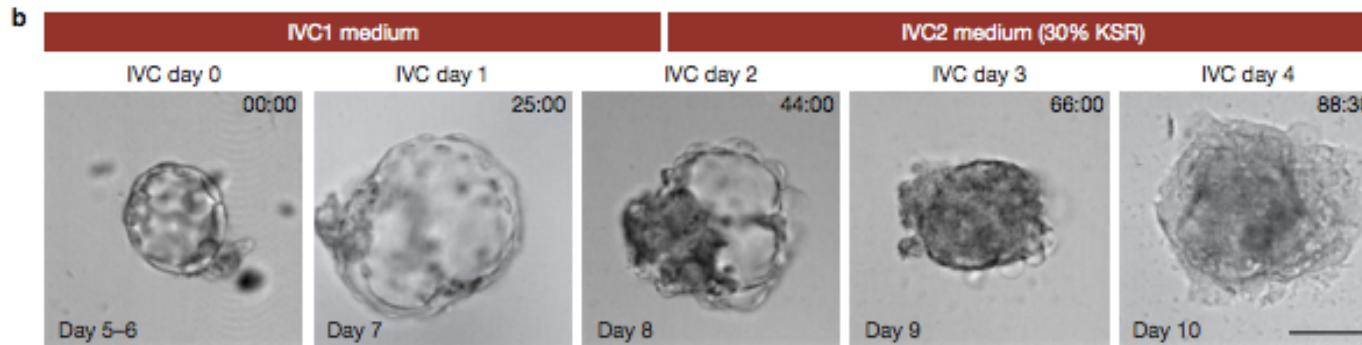 b
IVC1 medium
IVC2 medium (30% KSR)
IVC day 0
IVC day 1
IVC day 2
IVC day 3
IVC day 4
00:00
25:00
44:00
66:00
Day 5–6
Day 7
Day 8
Day 9
Day 10